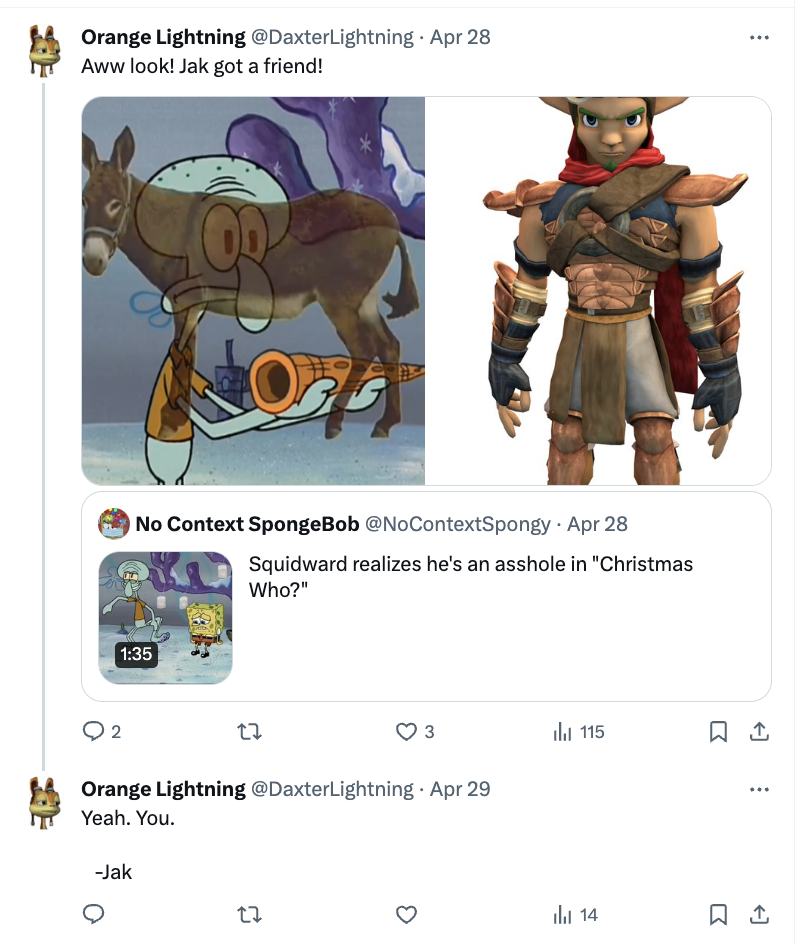 Orange Lightning @DaxterLightning · Apr 28
Aww look! Jak got a friend!
No Context SpongeBob @NoContextSpongy · Apr 28
Squidward realizes he's an asshole in "Christmas
Who?"
1:35
2
3
115
Orange Lightning @DaxterLightning · Apr 29
Yeah. You.
-Jak
14